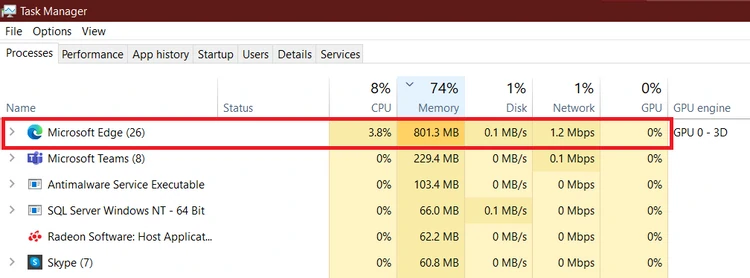 Task Manager
File Options View
Processes Performance App history Startup Users Details Services
8% 74% 1% 1% 0%
Name Status CPU Memory Disk Network GPU GPU engine
Microsoft Edge (26) 3.8% 801.3 MB 0.1 MB/s 1.2 Mbps 0% GPU 0 - 3D
Microsoft Teams (8) 0% 229.4 MB 0 MB/s 0.1 Mbps 0%
Antimalware Service Executable 0% 103.4 MB 0 MB/s 0 Mbps 0%
SQL Server Windows NT - 64 Bit 0% 66.0 MB 0.1 MB/s 0 Mbps 0%
Radeon Software: Host Applicat... 0% 62.2 MB 0 MB/s 0 Mbps 0%
Skype (7) 0% 60.8 MB 0 MB/s 0 Mbps 0%